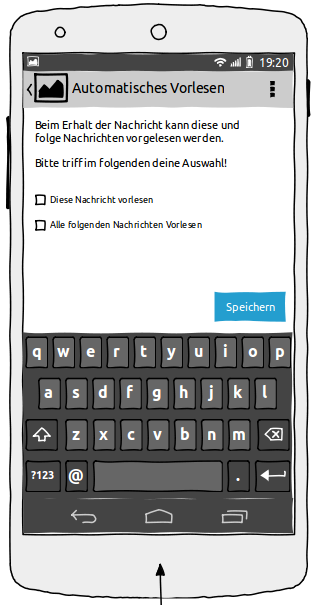 19:20
Automatisches Vorlesen
Beim Erhalt der Nachricht kann diese und
folge Nachrichten vorgelesen werden.
Bitte triff im folgenden deine Auswahl!
Diese Nachricht vorlesen
Alle folgenden Nachrichten Vorlesen
Speichern
q w e r t y u i o p
a s d f g h j k l
z x c v b n m
?123 @ .